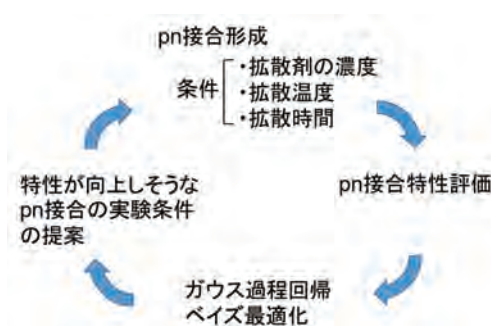 pn接合形成
条件
・拡散剤の濃度
・拡散温度
・拡散時間
pn接合特性評価
ガウス過程回帰
ベイズ最適化
特性が向上しそうな
pn接合の実験条件
の提案